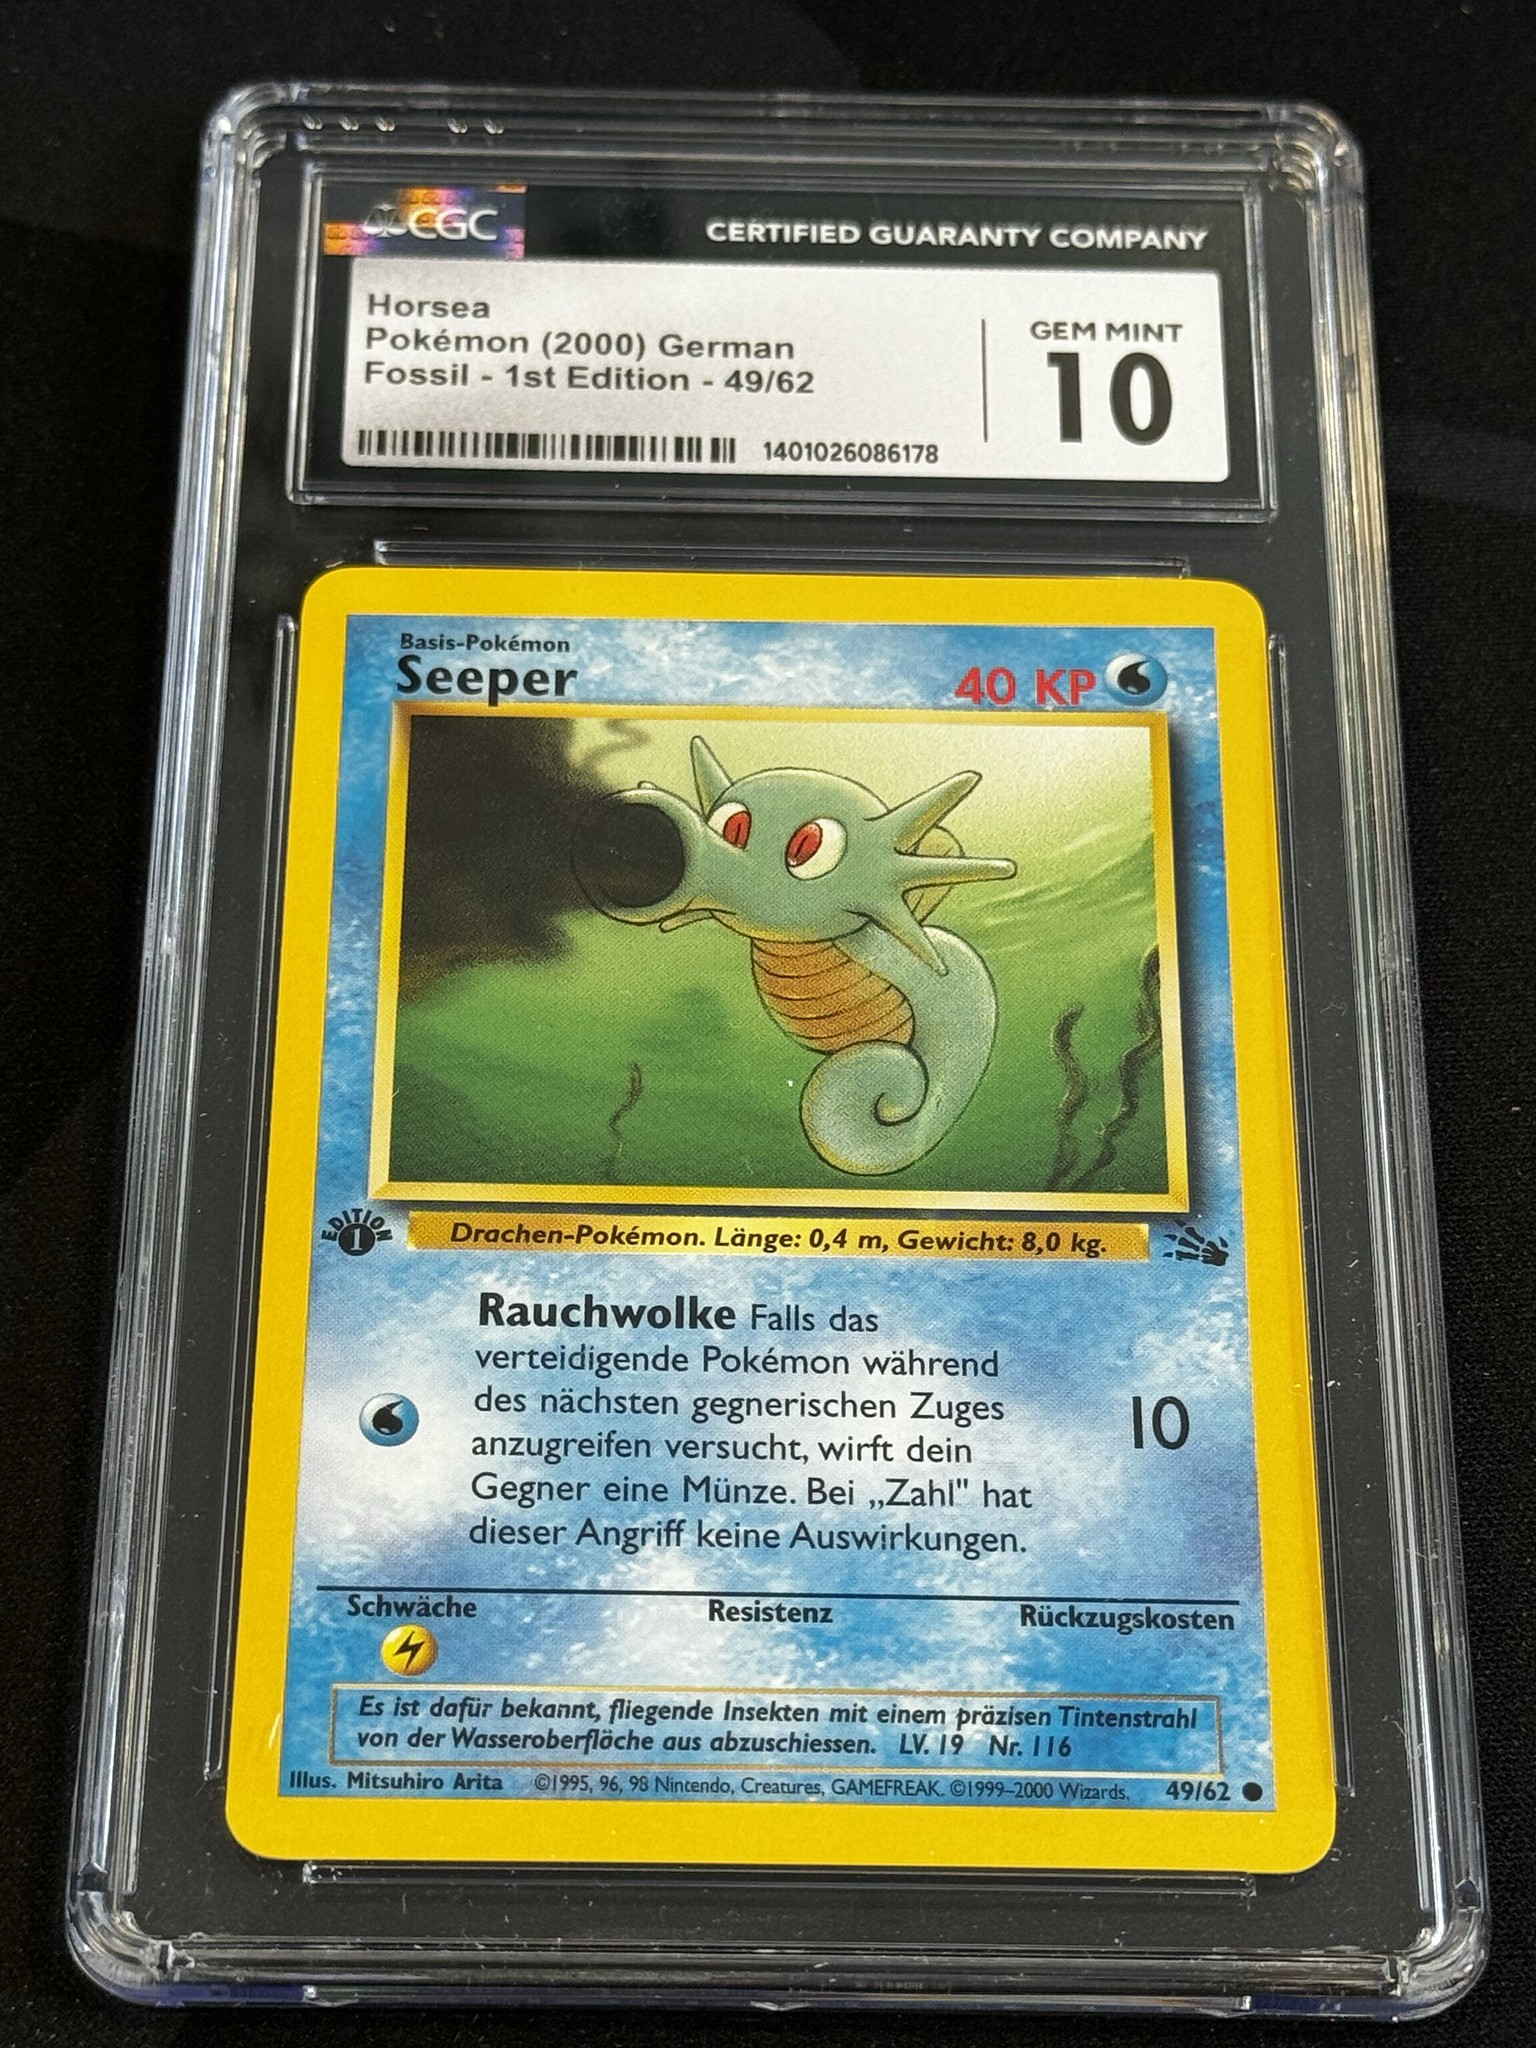 CGC
CERTIFIED GUARANTY COMPANY
Horsea
Pokémon (2000) German
Fossil - 1st Edition - 49/62
GEM MINT
10
1401026086178
Basis-Pokémon
Seeper
40 KP
EDITION
1
Drachen-Pokémon. Länge: 0,4 m, Gewicht: 8,0 kg.
Rauchwolke Falls das
verteidigende Pokémon während
des nächsten gegnerischen Zuges
anzugreifen versucht, wirft dein
Gegner eine Münze. Bei „Zahl" hat
dieser Angriff keine Auswirkungen.
10
Schwäche
Resistenz
Rückzugskosten
Es ist dafür bekannt, fliegende Insekten mit einem präzisen Tintenstrahl
von der Wasseroberfläche aus abzuschiessen. LV. 19 Nr. 116
Illus. Mitsuhiro Arita ©1995, 96, 98 Nintendo, Creatures, GAMEFREAK. ©1999–2000 Wizards. 49/62